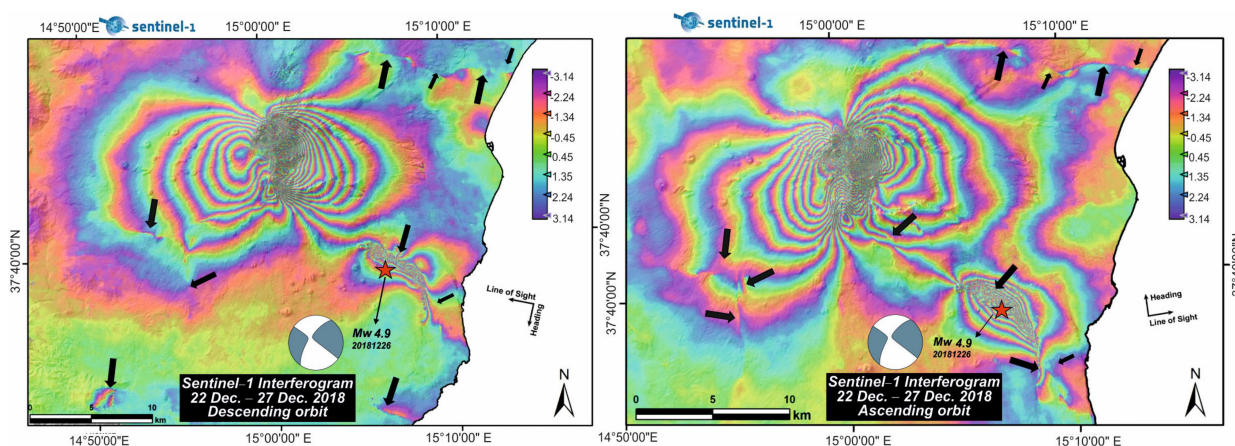 sentinel-1
14°50'00"E
15°00'00" E
15°10'00" E
3.14
2.24
-0.45
0.45
1.35
2.24
3.14
37°40'00"N
Line of Sight
Heading
Mw 4.9
20181226
Sentinel-1 Interferogram
22 Dec. – 27 Dec. 2018
Descending orbit
N
0 5 10
km
14°50'00"E
15°00'00"E
15°10'00"E
sentinel-1
15°00'00"E
15°10'00"E
3.14
2.24
-0.45
0.45
-1.35
2.24
3.14
37°40'00"N
37°40'00"N
Heading
Line of Sight
Mw 4.9
20181226
Sentinel-1 Interferogram
22 Dec. – 27 Dec. 2018
Ascending orbit
N
0 5 10
km
14°50'00"E
15°00'00"E
15°10'00"E